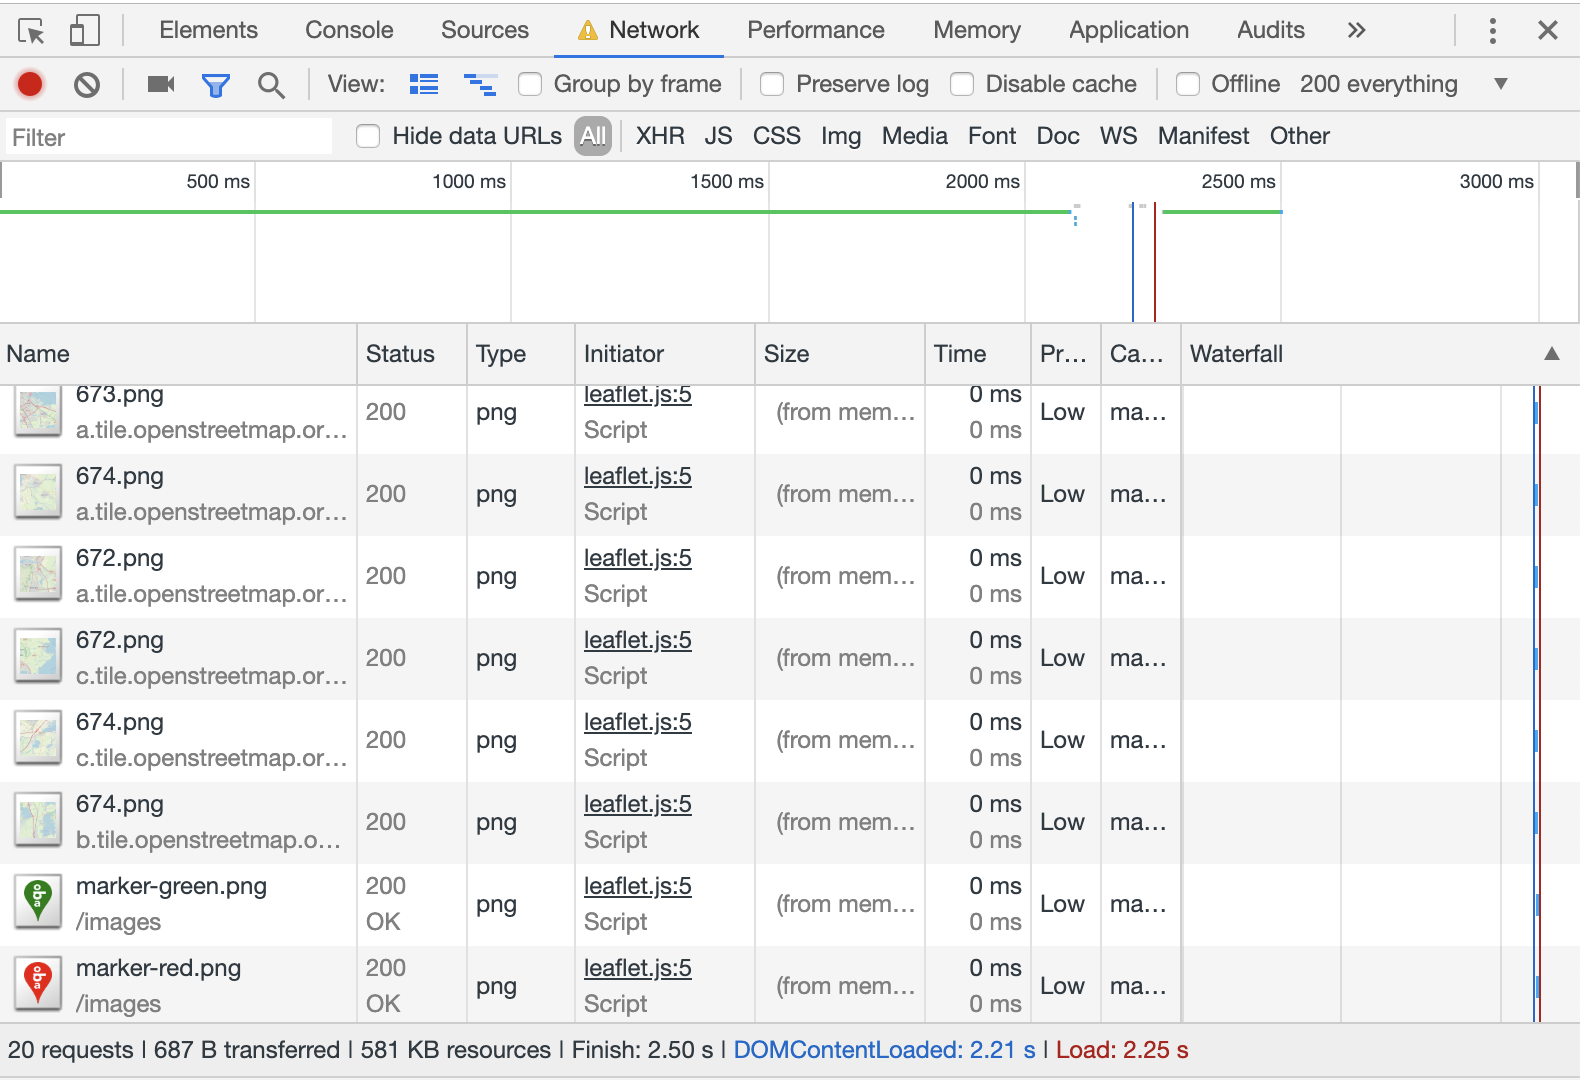 Elements Console Sources Network Performance Memory Application Audits »
View: Group by frame Preserve log Disable cache Offline 200 everything ▼
Filter Hide data URLs All XHR JS CSS Img Media Font Doc WS Manifest Other
500 ms 1000 ms 1500 ms 2000 ms 2500 ms 3000 ms
Name Status Type Initiator Size Time Pr... Ca... Waterfall ▲
673.png leaflet.js:5 0 ms
200 png (from mem... Low ma...
a.tile.openstreetmap.or... Script 0 ms
674.png leaflet.js:5 0 ms
200 png (from mem... Low ma...
a.tile.openstreetmap.or... Script 0 ms
672.png leaflet.js:5 0 ms
200 png (from mem... Low ma...
a.tile.openstreetmap.or... Script 0 ms
672.png leaflet.js:5 0 ms
200 png (from mem... Low ma...
c.tile.openstreetmap.or... Script 0 ms
674.png leaflet.js:5 0 ms
200 png (from mem... Low ma...
c.tile.openstreetmap.or... Script 0 ms
674.png leaflet.js:5 0 ms
200 png (from mem... Low ma...
b.tile.openstreetmap.o... Script 0 ms
marker-green.png 200 leaflet.js:5 0 ms
oba png (from mem... Low ma...
/images OK Script 0 ms
marker-red.png 200 leaflet.js:5 0 ms
oba png (from mem... Low ma...
/images OK Script 0 ms
20 requests | 687 B transferred | 581 KB resources | Finish: 2.50 s | DOMContentLoaded: 2.21 s | Load: 2.25 s